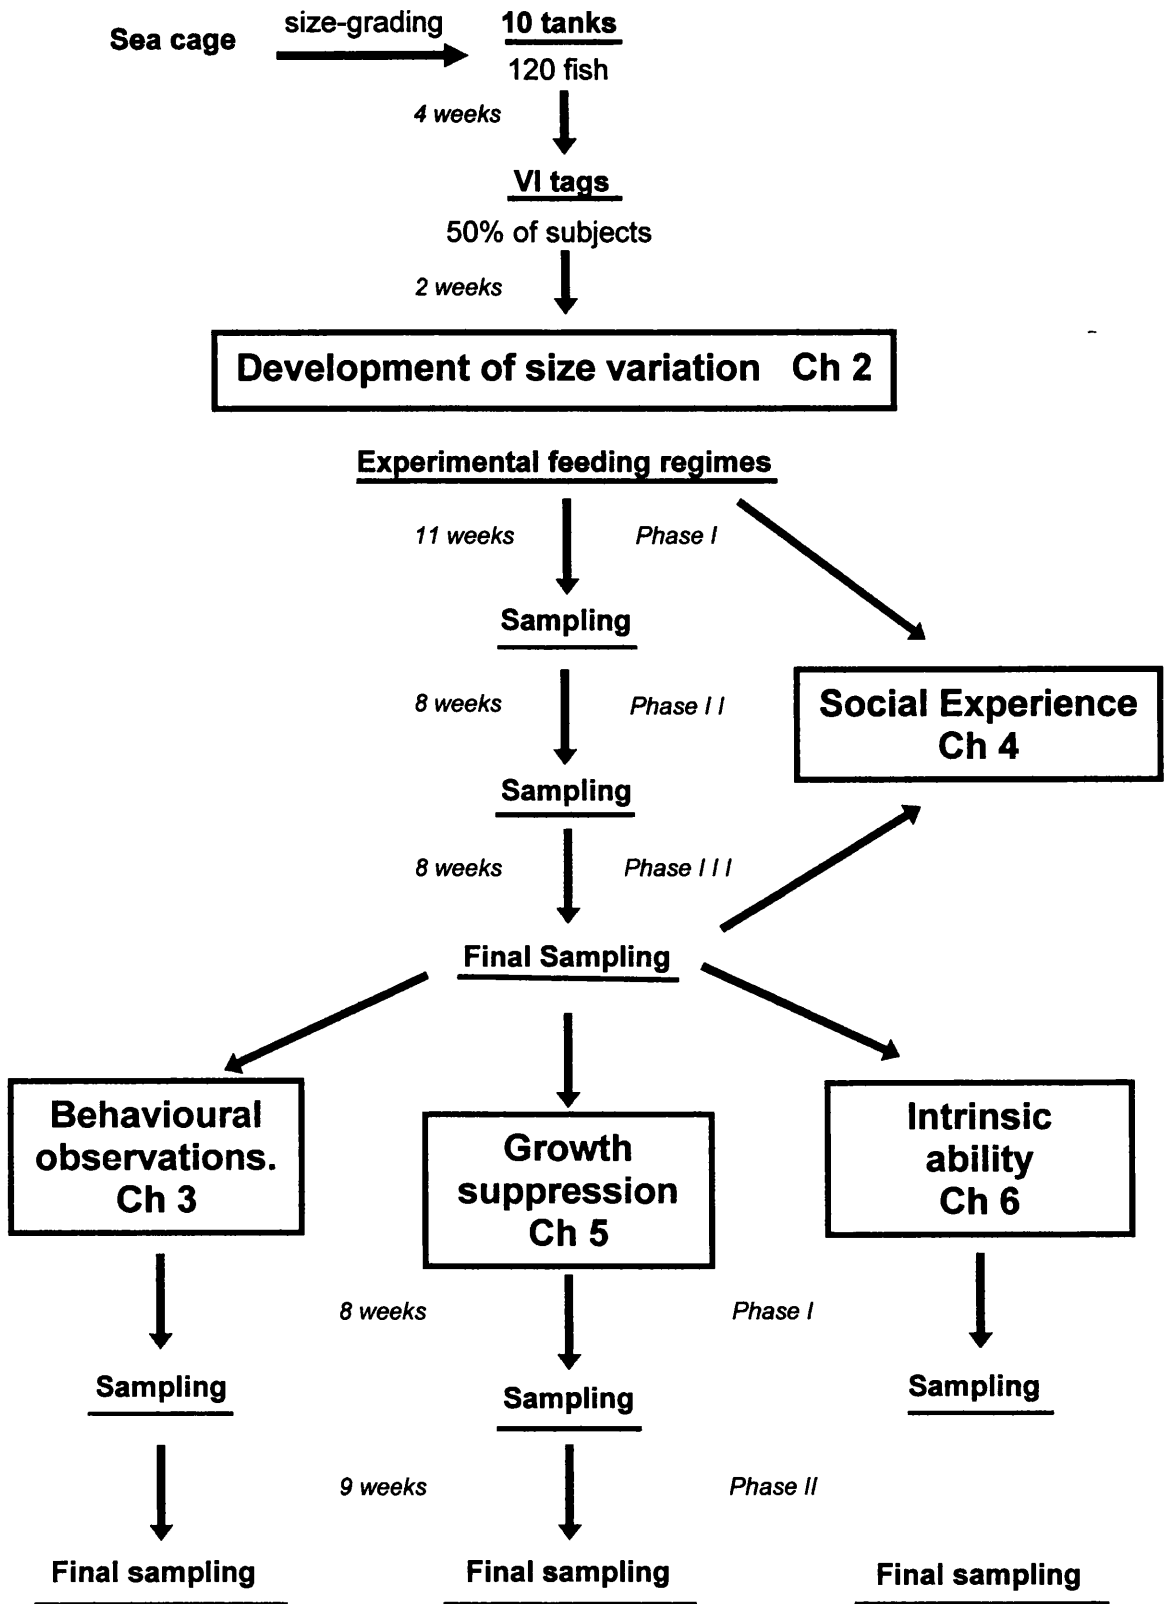 Sea cage
size-grading
10 tanks
120 fish
4 weeks
VI tags
50% of subjects
2 weeks
Development of size variation Ch 2
Experimental feeding regimes
11 weeks
Phase I
Sampling
8 weeks
Phase I I
Social Experience
Ch 4
Sampling
8 weeks
Phase I I I
Final Sampling
Behavioural
observations.
Ch 3
Growth
suppression
Ch 5
Intrinsic
ability
Ch 6
8 weeks
Phase I
Sampling
Sampling
Sampling
9 weeks
Phase II
Final sampling
Final sampling
Final sampling